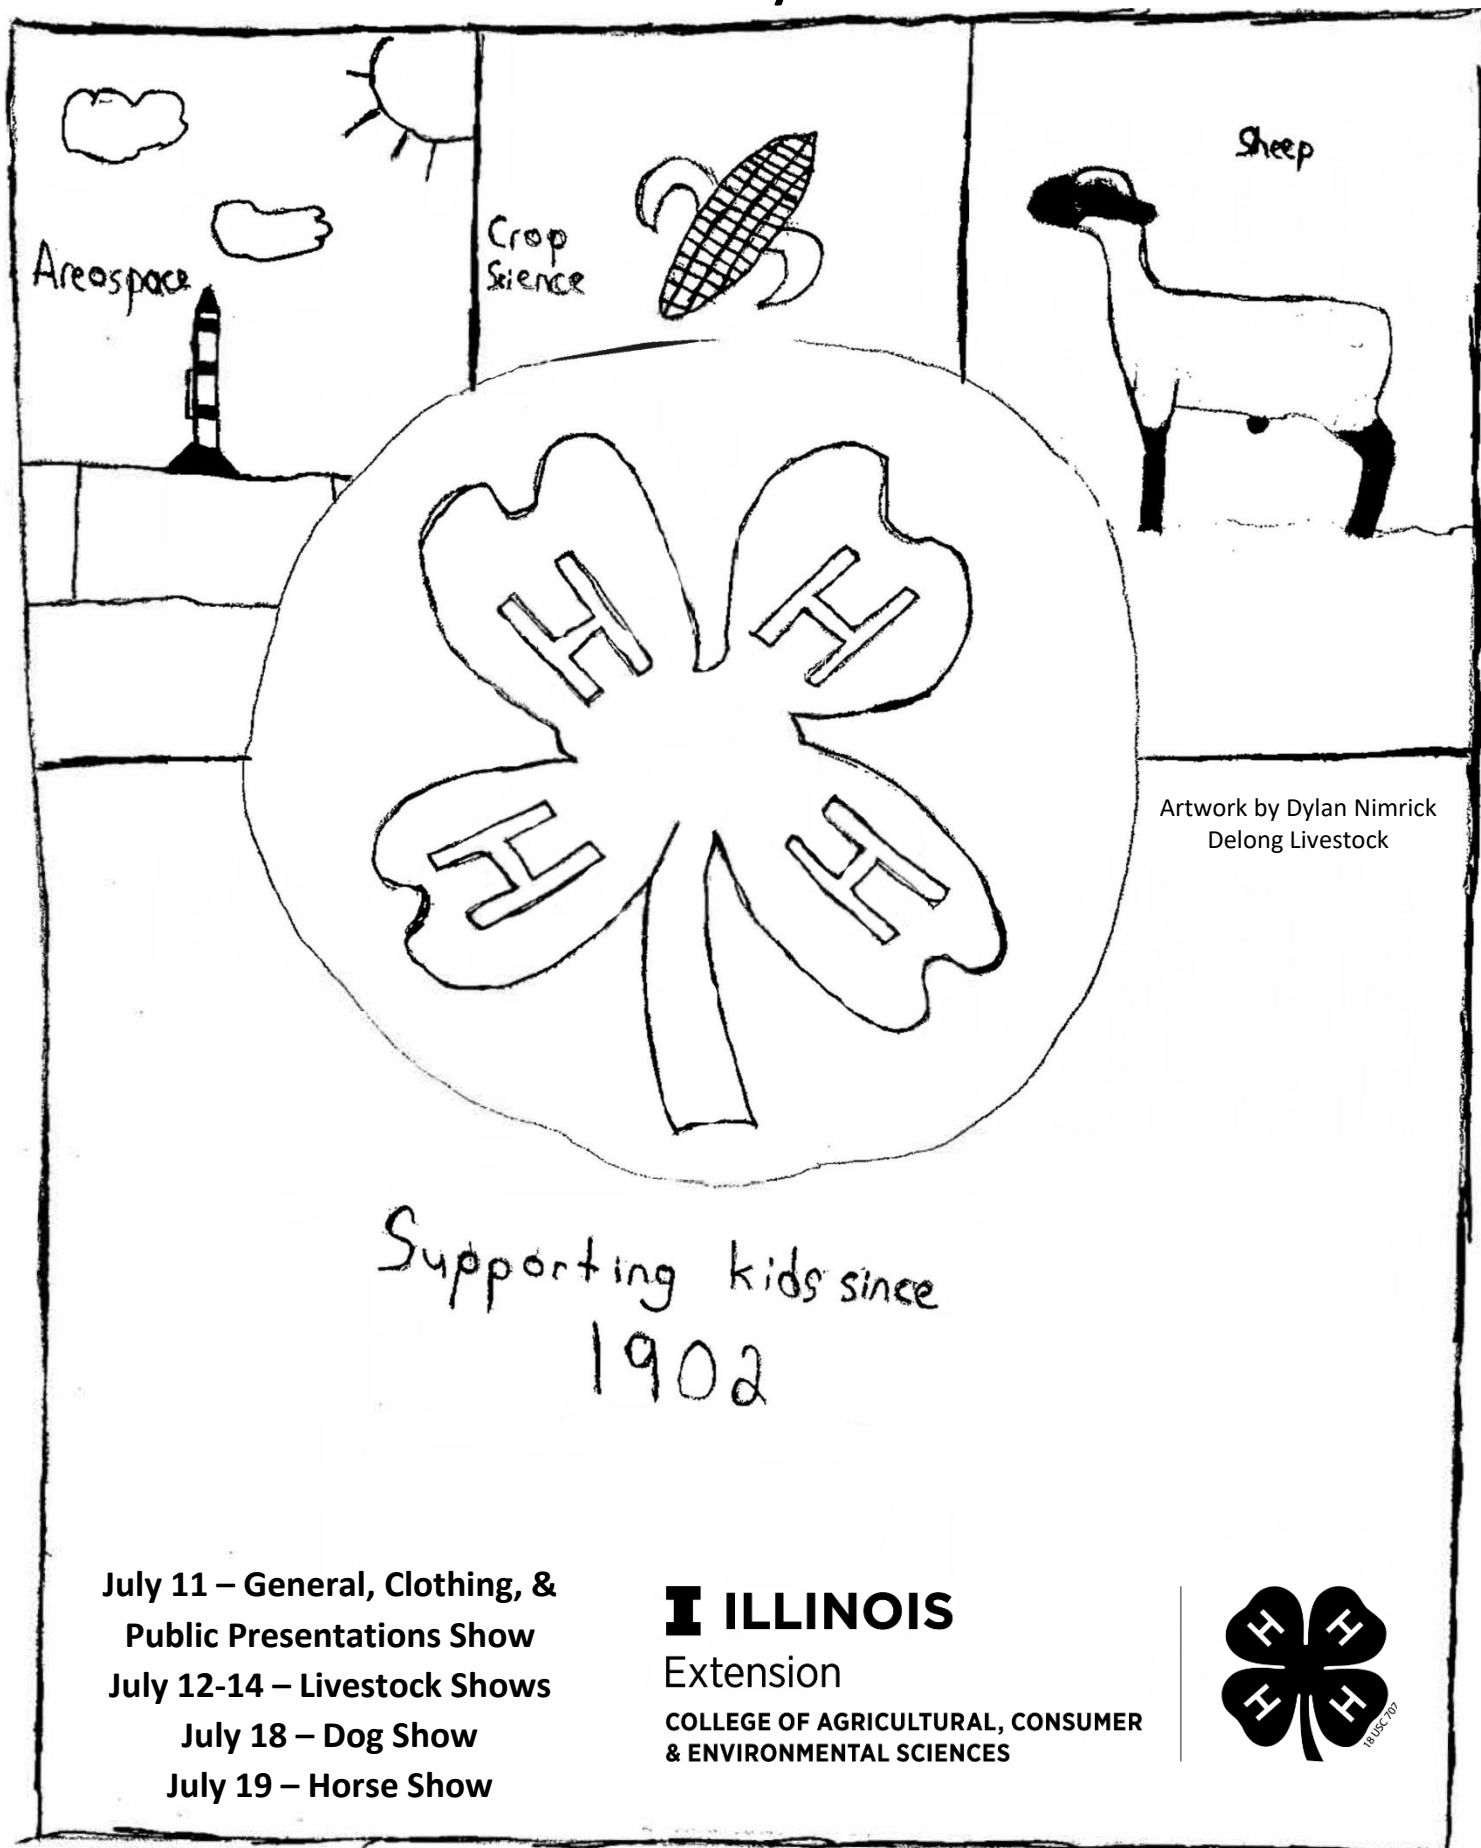 Sheep
Crop
Science
Areospace
H H
H H
Artwork by Dylan Nimrick
Delong Livestock
Supporting kids since
1902
July 11 – General, Clothing, &
Public Presentations Show
July 12-14 – Livestock Shows
July 18 – Dog Show
July 19 – Horse Show
I ILLINOIS
Extension
COLLEGE OF AGRICULTURAL, CONSUMER
& ENVIRONMENTAL SCIENCES
H H
H H
18 USC 707